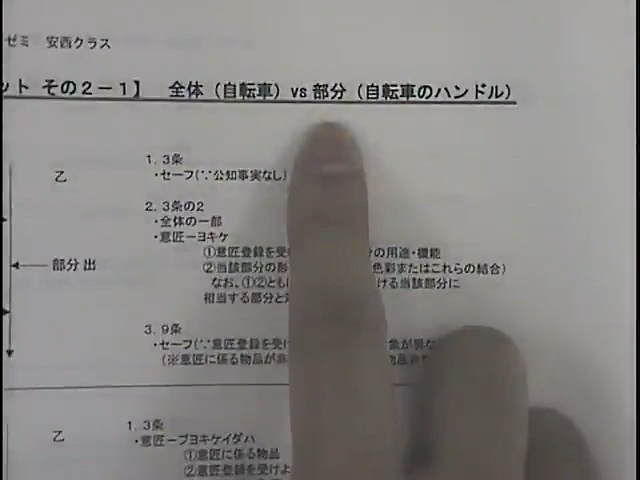 ゼミ 安西クラス
ット その2-1】 全体(自転車)vs 部分(自転車のハンドル)
乙
1. 3条
・セーフ(∵公知事実なし)
2. 3条の2
・全体の一部
・意匠-ヨキケ
①意匠登録を受 の用途・機能
②当該部分の 色彩またはこれらの結合)
なお、①②とも ける当該部分に
相当する部分と
部分 出
3. 9条
・セーフ(∵意匠登録を受 象が異
(※意匠に係る物品が 物品
乙
1. 3条
・意匠-ブヨキケイダハ
①意匠に係る物品
②意匠登録を受けよ